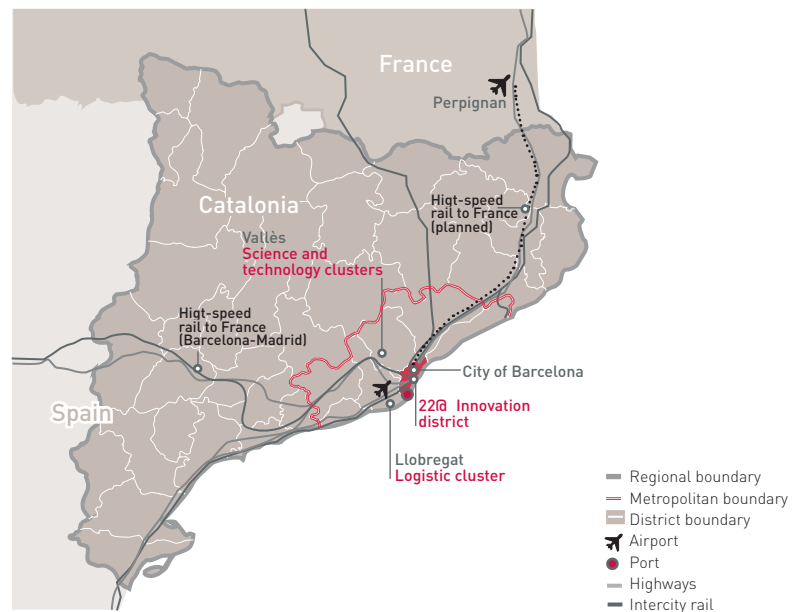 France
Perpignan
Higt-speed
rail to France
(planned)
Catalonia
Vallès
Science and
technology clusters
Higt-speed
rail to France
(Barcelona-Madrid)
City of Barcelona
22@ Innovation
district
Spain
Llobregat
Logistic cluster
Regional boundary
Metropolitan boundary
District boundary
Airport
Port
Highways
Intercity rail